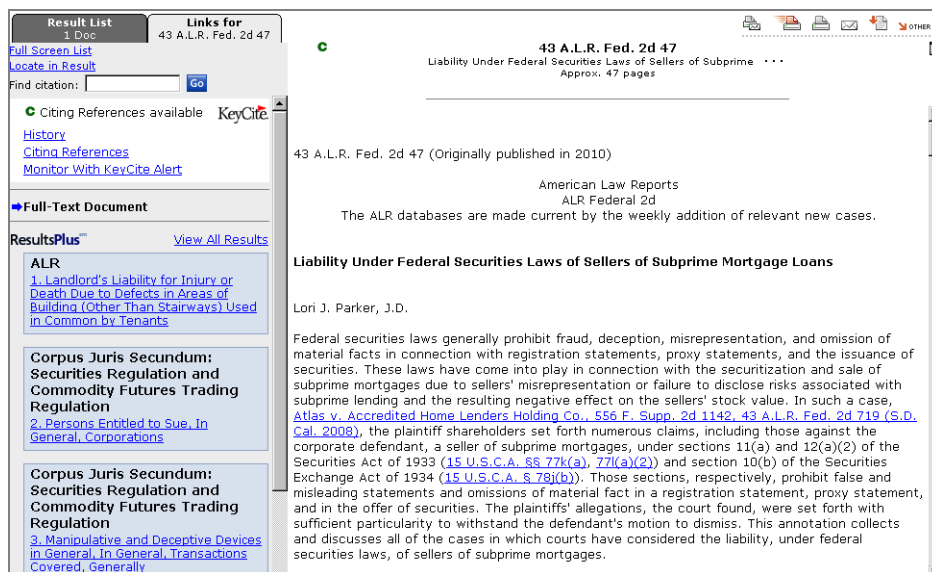 Result List
1 Doc
Links for
43 A.L.R. Fed. 2d 47
Full Screen List
Locate in Result
Find citation:
Go
C Citing References available KeyCite
History
Citing References
Monitor With KeyCite Alert
Full-Text Document
ResultsPlus™ View All Results
ALR
1. Landlord's Liability for Injury or
Death Due to Defects in Areas of
Building (Other Than Stairways) Used
in Common by Tenants
Corpus Juris Secundum:
Securities Regulation and
Commodity Futures Trading
Regulation
2. Persons Entitled to Sue, In
General, Corporations
Corpus Juris Secundum:
Securities Regulation and
Commodity Futures Trading
Regulation
3. Manipulative and Deceptive Devices
in General, In General, Transactions
Covered, Generally
OTHER
C 43 A.L.R. Fed. 2d 47
Liability Under Federal Securities Laws of Sellers of Subprime ···
Approx. 47 pages
43 A.L.R. Fed. 2d 47 (Originally published in 2010)
American Law Reports
ALR Federal 2d
The ALR databases are made current by the weekly addition of relevant new cases.
Liability Under Federal Securities Laws of Sellers of Subprime Mortgage Loans
Lori J. Parker, J.D.
Federal securities laws generally prohibit fraud, deception, misrepresentation, and omission of
material facts in connection with registration statements, proxy statements, and the issuance of
securities. These laws have come into play in connection with the securitization and sale of
subprime mortgages due to sellers' misrepresentation or failure to disclose risks associated with
subprime lending and the resulting negative effect on the sellers' stock value. In such a case,
Atlas v. Accredited Home Lenders Holding Co., 556 F. Supp. 2d 1142, 43 A.L.R. Fed. 2d 719 (S.D.
Cal. 2008), the plaintiff shareholders set forth numerous claims, including those against the
corporate defendant, a seller of subprime mortgages, under sections 11(a) and 12(a)(2) of the
Securities Act of 1933 (15 U.S.C.A. §§ 77k(a), 77l(a)(2)) and section 10(b) of the Securities
Exchange Act of 1934 (15 U.S.C.A. § 78j(b)). Those sections, respectively, prohibit false and
misleading statements and omissions of material fact in a registration statement, proxy statement,
and in the offer of securities. The plaintiffs' allegations, the court found, were set forth with
sufficient particularity to withstand the defendant's motion to dismiss. This annotation collects
and discusses all of the cases in which courts have considered the liability, under federal
securities laws, of sellers of subprime mortgages.